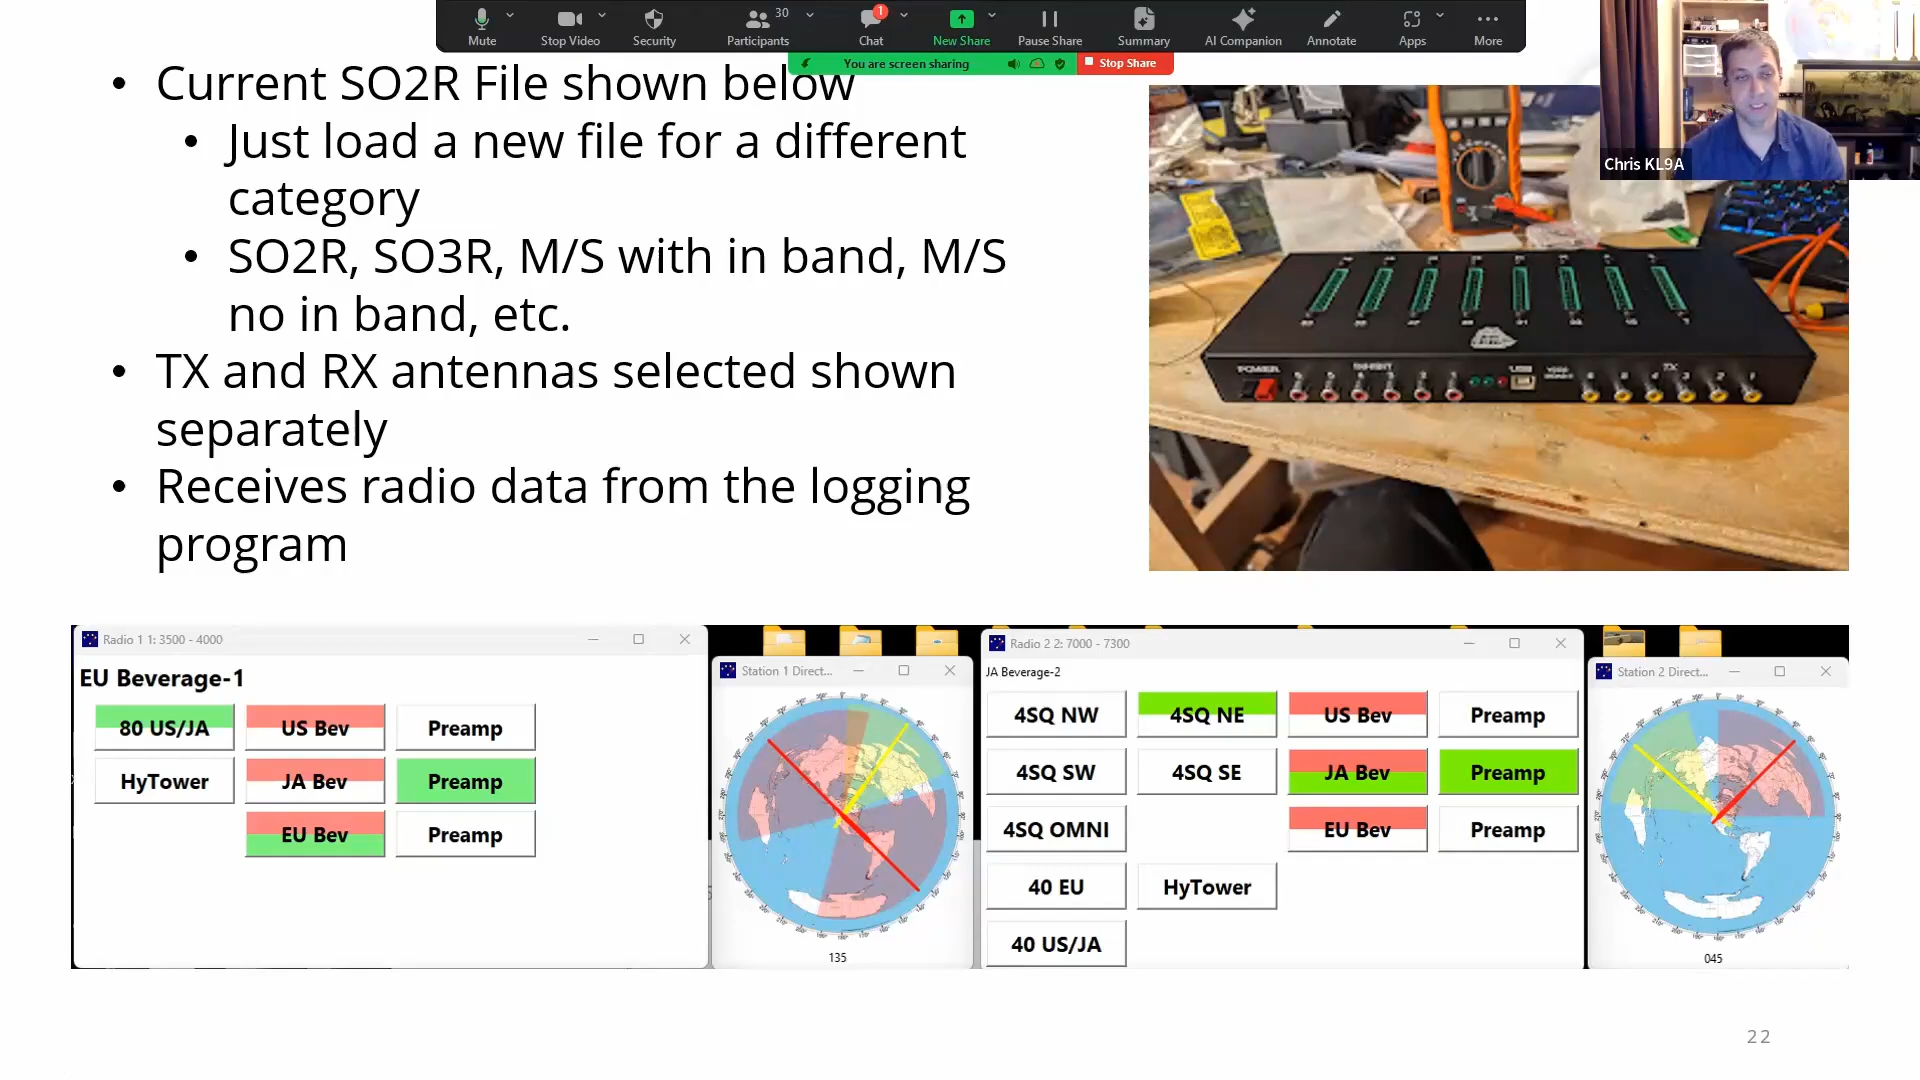 Mute
Stop Video
Security
30
Participants
1
Chat
New Share
Pause Share
Summary
AI Companion
Annotate
Apps
More
You are screen sharing
Stop Share
Chris KL9A
• Current SO2R File shown below
• Just load a new file for a different
category
• SO2R, SO3R, M/S with in band, M/S
no in band, etc.
• TX and RX antennas selected shown
separately
• Receives radio data from the logging
program
POWER
INHIBIT
USB
TX
Radio 1 1: 3500 - 4000
EU Beverage-1
80 US/JA
US Bev
Preamp
HyTower
JA Bev
Preamp
EU Bev
Preamp
Station 1 Direct...
135
Radio 2 2: 7000 - 7300
JA Beverage-2
4SQ NW
4SQ NE
US Bev
Preamp
4SQ SW
4SQ SE
JA Bev
Preamp
4SQ OMNI
EU Bev
Preamp
40 EU
HyTower
40 US/JA
Station 2 Direct...
045
22